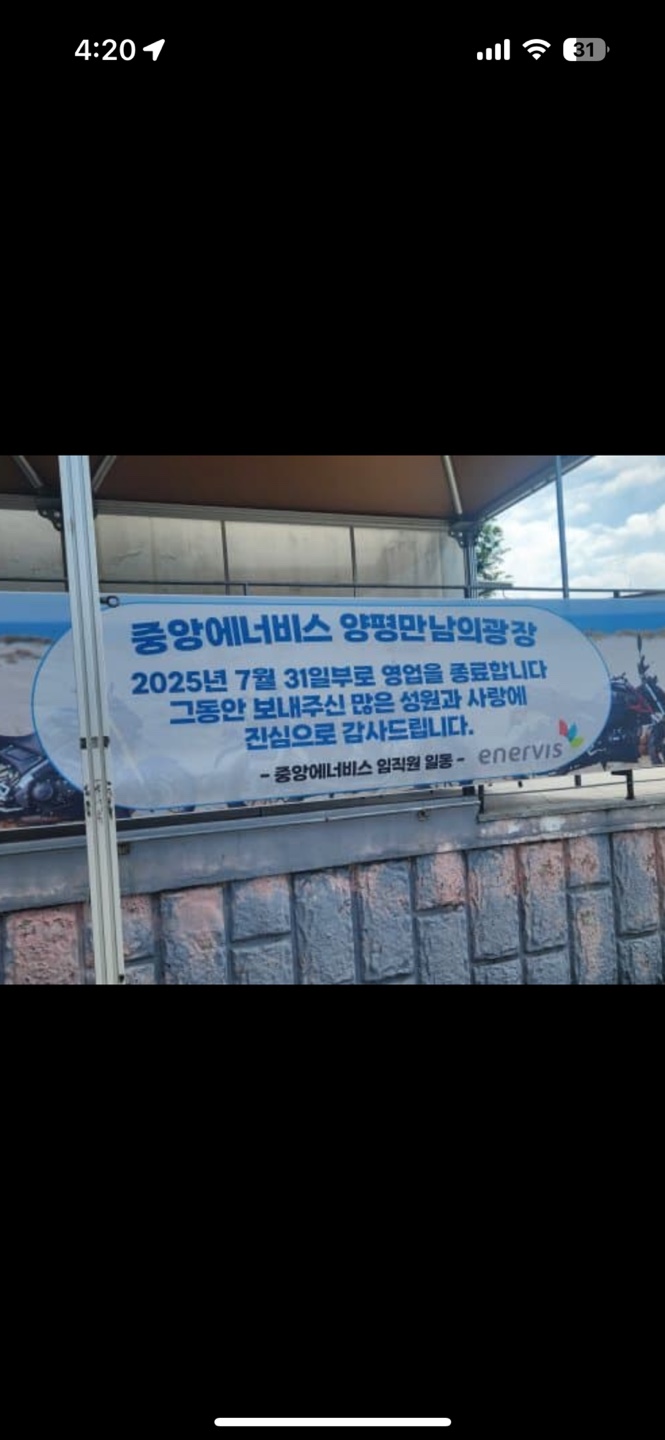 4:20
31
중앙에너비스 양평만남의광장
2025년 7월 31일부로 영업을 종료합니다
그동안 보내주신 많은 성원과 사랑에
진심으로 감사드립니다.
- 중앙에너비스 임직원 일동 -
enervis